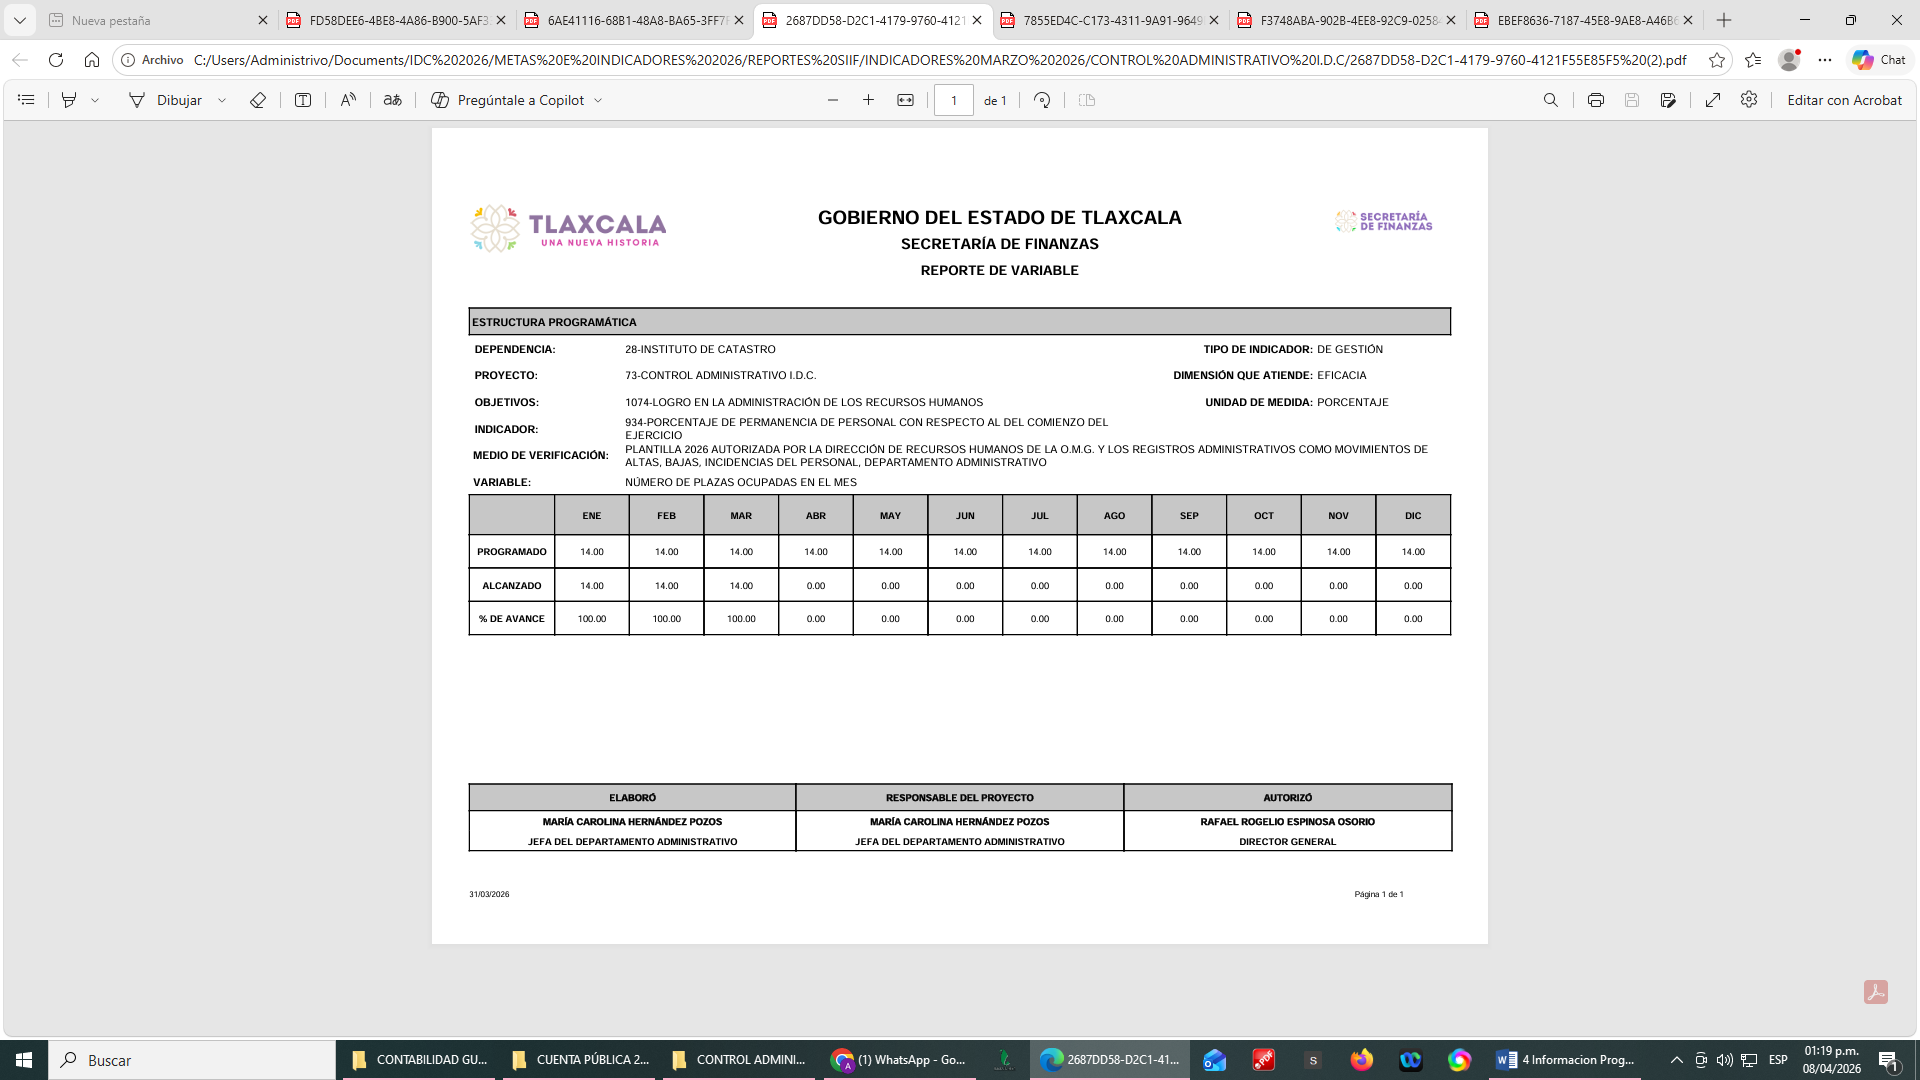 Nueva pestaña
FD58DEE6-4BE8-4A86-B900-5AF3
6AE41116-68B1-48A8-BA65-3FF7F
2687DD58-D2C1-4179-9760-4121
7855ED4C-C173-4311-9A91-9649
F3748ABA-902B-4EE8-92C9-0258
EBEF8636-7187-45E8-9AE8-A46B
Archivo C:/Users/Administrivo/Documents/IDC%202026/METAS%20E%20INDICADORES%202026/REPORTES%20SIIF/INDICADORES%20MARZO%202026/CONTROL%20ADMINISTRATIVO%20I.D.C/2687DD58-D2C1-4179-9760-4121F55E85F5%20(2).pdf Chat
Dibujar Pregúntale a Copilot 1 de 1 Editar con Acrobat
TLAXCALA
UNA NUEVA HISTORIA
GOBIERNO DEL ESTADO DE TLAXCALA
SECRETARÍA DE FINANZAS
REPORTE DE VARIABLE
SECRETARÍA
DE FINANZAS
ESTRUCTURA PROGRAMÁTICA
DEPENDENCIA: 28-INSTITUTO DE CATASTRO TIPO DE INDICADOR: DE GESTIÓN
PROYECTO: 73-CONTROL ADMINISTRATIVO I.D.C. DIMENSIÓN QUE ATIENDE: EFICACIA
OBJETIVOS: 1074-LOGRO EN LA ADMINISTRACIÓN DE LOS RECURSOS HUMANOS UNIDAD DE MEDIDA: PORCENTAJE
INDICADOR: 934-PORCENTAJE DE PERMANENCIA DE PERSONAL CON RESPECTO AL DEL COMIENZO DEL
EJERCICIO
MEDIO DE VERIFICACIÓN: PLANTILLA 2026 AUTORIZADA POR LA DIRECCIÓN DE RECURSOS HUMANOS DE LA O.M.G. Y LOS REGISTROS ADMINISTRATIVOS COMO MOVIMIENTOS DE
ALTAS, BAJAS, INCIDENCIAS DEL PERSONAL, DEPARTAMENTO ADMINISTRATIVO
VARIABLE: NÚMERO DE PLAZAS OCUPADAS EN EL MES
ENE FEB MAR ABR MAY JUN JUL AGO SEP OCT NOV DIC
PROGRAMADO 14.00 14.00 14.00 14.00 14.00 14.00 14.00 14.00 14.00 14.00 14.00 14.00
ALCANZADO 14.00 14.00 14.00 0.00 0.00 0.00 0.00 0.00 0.00 0.00 0.00 0.00
% DE AVANCE 100.00 100.00 100.00 0.00 0.00 0.00 0.00 0.00 0.00 0.00 0.00 0.00
ELABORÓ RESPONSABLE DEL PROYECTO AUTORIZÓ
MARÍA CAROLINA HERNÁNDEZ POZOS MARÍA CAROLINA HERNÁNDEZ POZOS RAFAEL ROGELIO ESPINOSA OSORIO
JEFA DEL DEPARTAMENTO ADMINISTRATIVO JEFA DEL DEPARTAMENTO ADMINISTRATIVO DIRECTOR GENERAL
31/03/2026 Página 1 de 1
Buscar
CONTABILIDAD GU...
CUENTA PÚBLICA 2...
CONTROL ADMINI...
(1) WhatsApp - Go...
2687DD58-D2C1-41...
4 Informacion Prog...
ESP
01:19 p.m.
08/04/2026
1